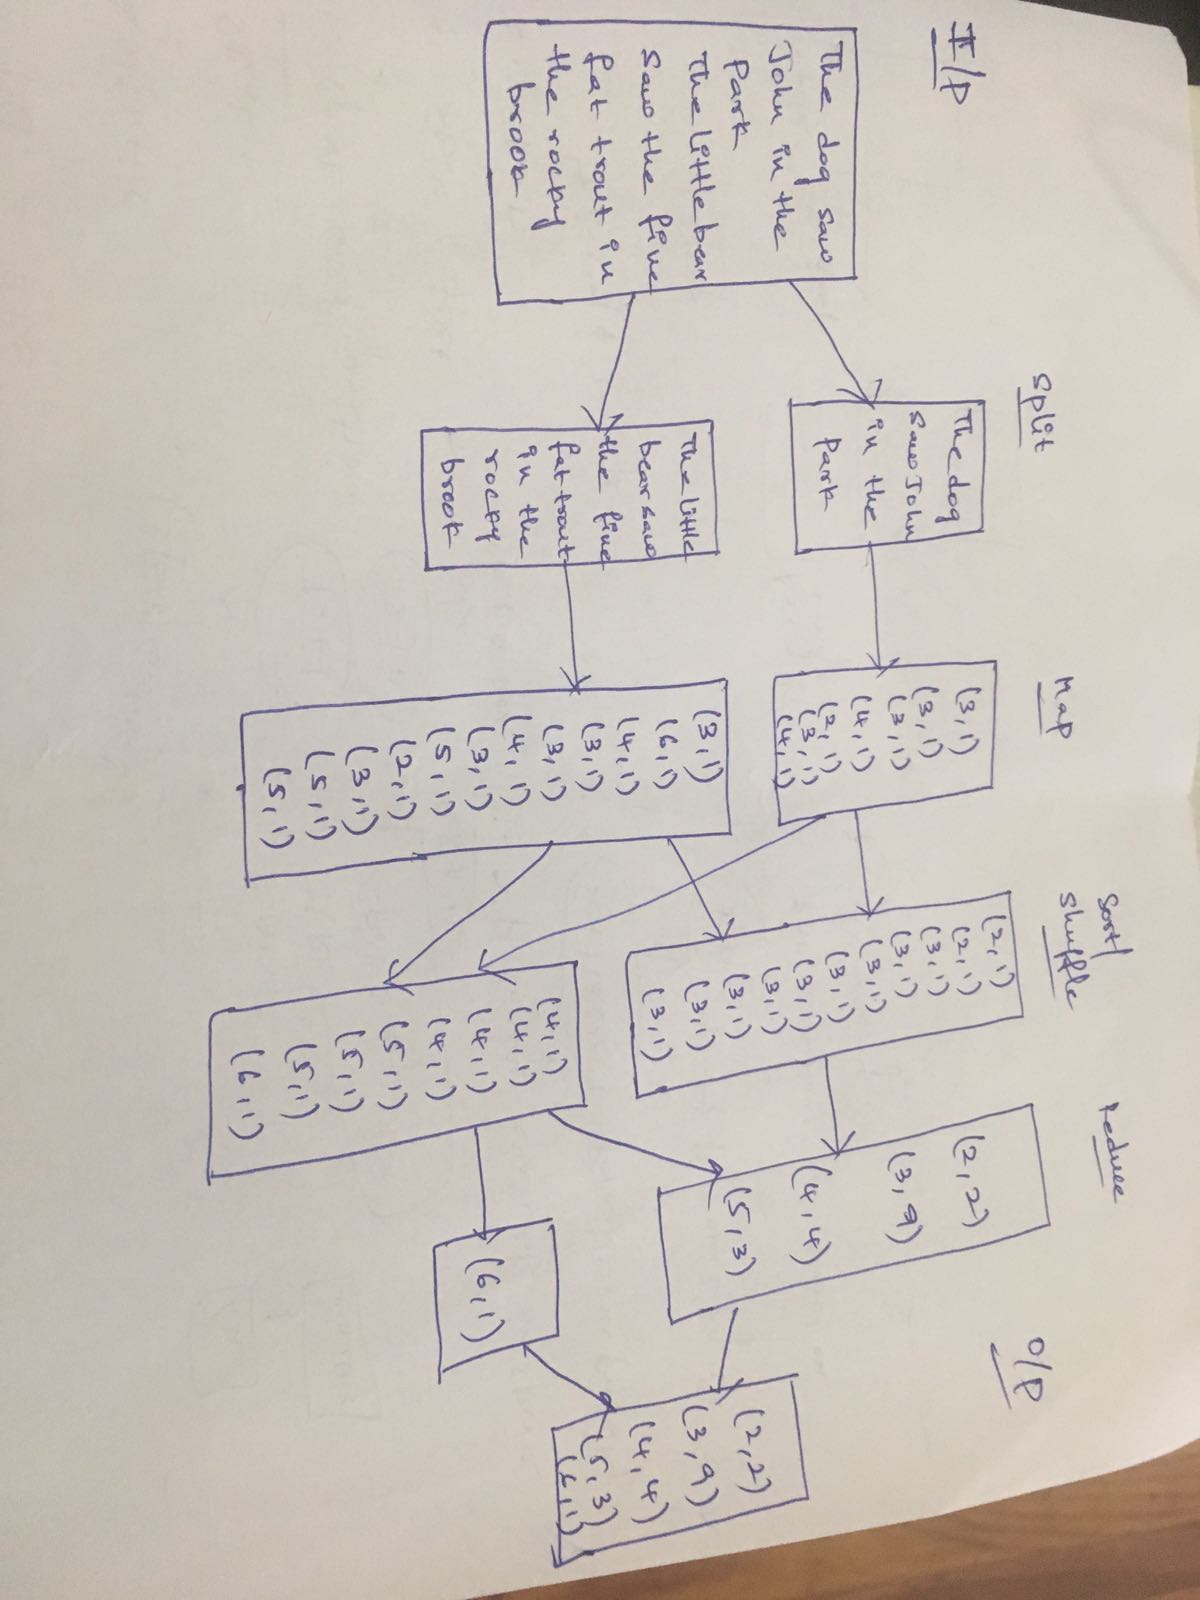 I/P
The dog saw
John in the
Park
The little bear
saw the fine
fat trout in
the rocky
brook
Split
The dog
saw John
in the
Park
The little
bear saw
the fine
fat trout
in the
rocky
brook
Map
(3,1)
(3,1)
(3,1)
(4,1)
(2,1)
(3,1)
(4,1)
(3,1)
(6,1)
(4,1)
(3,1)
(3,1)
(4,1)
(3,1)
(5,1)
(2,1)
(3,1)
(5,1)
(5,1)
Sort/
Shuffle
(2,1)
(2,1)
(3,1)
(3,1)
(3,1)
(3,1)
(3,1)
(3,1)
(3,1)
(3,1)
(3,1)
(4,1)
(4,1)
(4,1)
(4,1)
(5,1)
(5,1)
(5,1)
(6,1)
Reduce
(2,2)
(3,9)
(4,4)
(5,3)
(6,1)
O/P
(2,2)
(3,9)
(4,4)
(5,3)
(6,1)